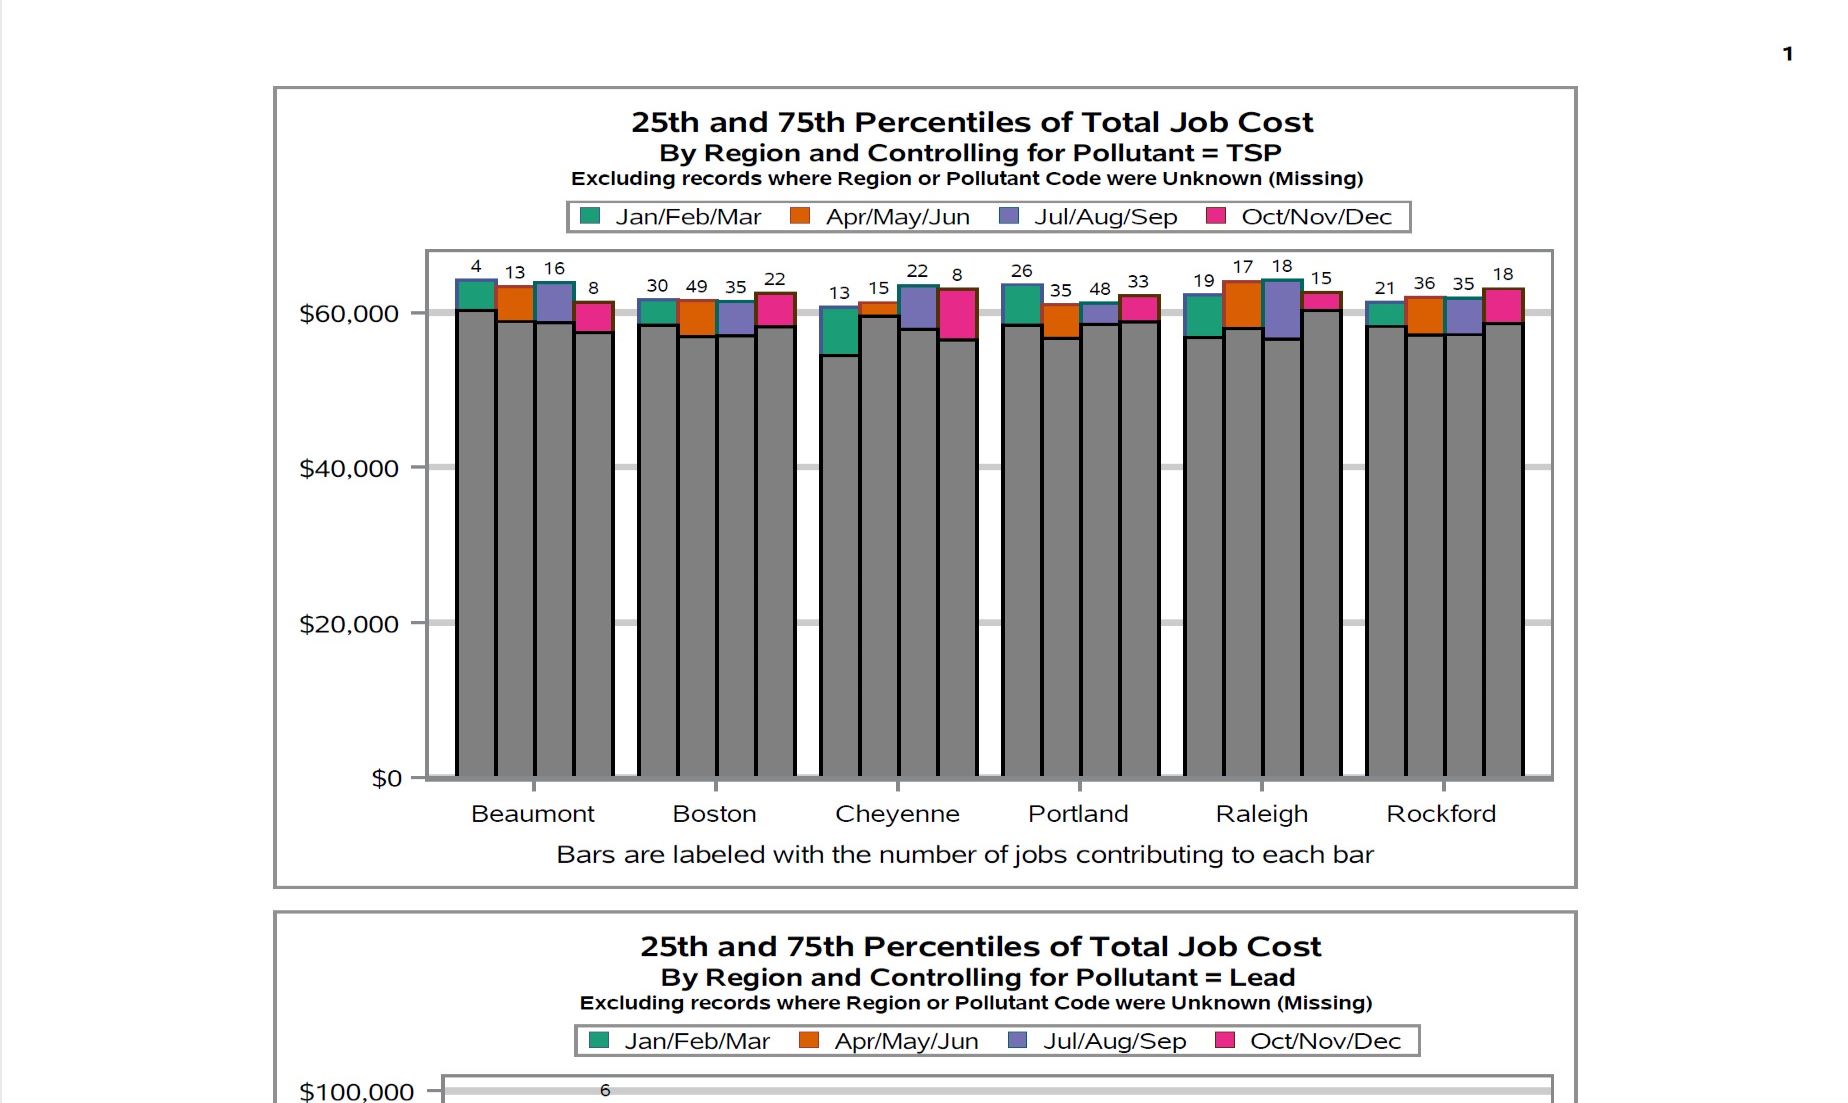 1
25th and 75th Percentiles of Total Job Cost
By Region and Controlling for Pollutant = TSP
Excluding records where Region or Pollutant Code were Unknown (Missing)
Jan/Feb/Mar Apr/May/Jun Jul/Aug/Sep Oct/Nov/Dec
4 13 16 8 30 49 35 22 13 15 22 8 26 35 48 33 19 17 18 15 21 36 35 18
$60,000
$40,000
$20,000
$0
Beaumont Boston Cheyenne Portland Raleigh Rockford
Bars are labeled with the number of jobs contributing to each bar
25th and 75th Percentiles of Total Job Cost
By Region and Controlling for Pollutant = Lead
Excluding records where Region or Pollutant Code were Unknown (Missing)
Jan/Feb/Mar Apr/May/Jun Jul/Aug/Sep Oct/Nov/Dec
$100,000 6